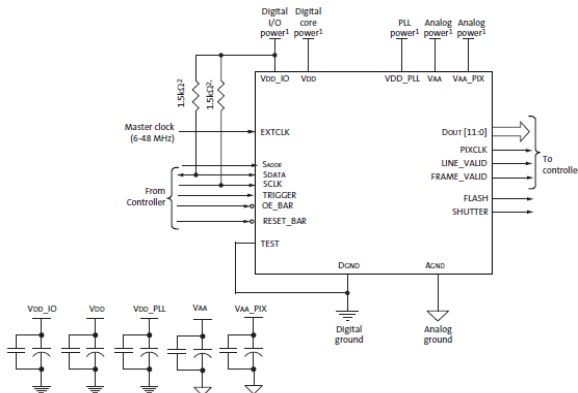 Digital
I/O
power1
Digital
core
power1
PLL
power1
Analog
power1
Analog
power1
1.5kΩ2
1.5kΩ2
VDD_IO
VDD
VDD_PLL
VAA
VAA_PIX
Master clock
(6-48 MHz)
EXTCLK
DOUT [11:0]
PIXCLK
LINE_VALID
FRAME_VALID
To
controlle
From
Controller
SADDR
SDATA
SCLK
TRIGGER
OE_BAR
RESET_BAR
TEST
FLASH
SHUTTER
DGND
AGND
Digital
ground
Analog
ground
VDD_IO
VDD
VDD_PLL
VAA
VAA_PIX